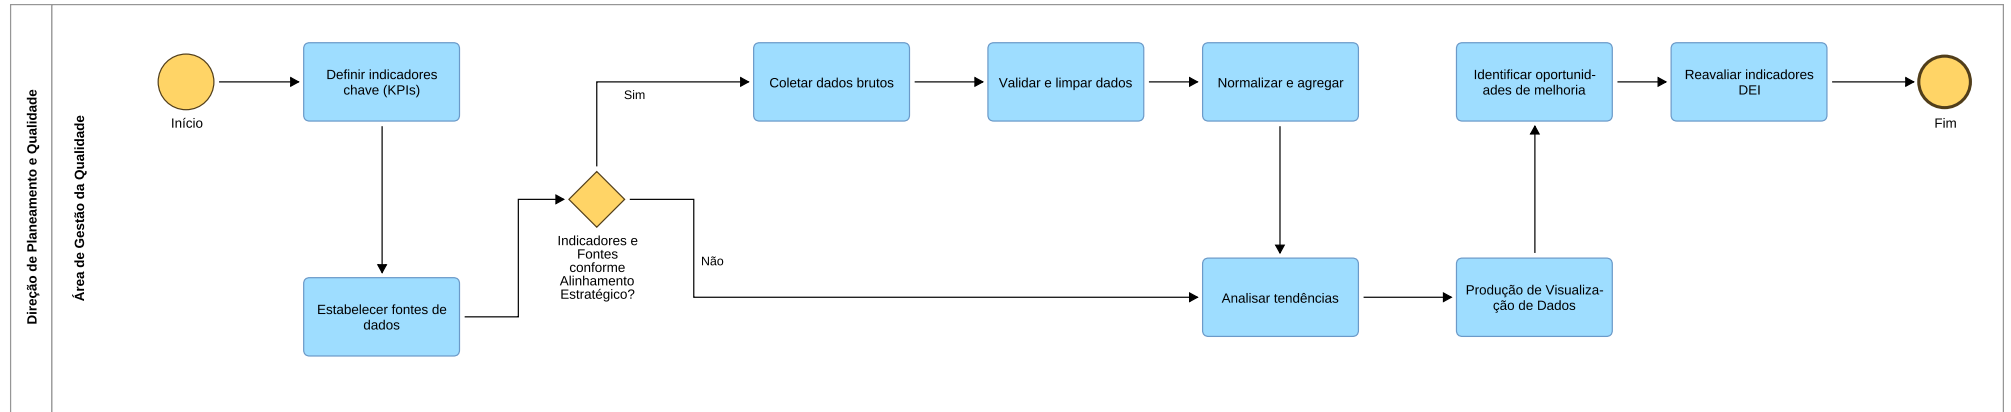 Direção de Planeamento e Qualidade
Área de Gestão da Qualidade
Início
Definir indicadores
chave (KPIs)
Estabelecer fontes de
dados
Indicadores e
Fontes
conforme
Alinhamento
Estratégico?
Sim
Não
Coletar dados brutos
Validar e limpar dados
Normalizar e agregar
Analisar tendências
Produção de Visualiza-
ção de Dados
Identificar oportunid-
ades de melhoria
Reavaliar indicadores
DEI
Fim